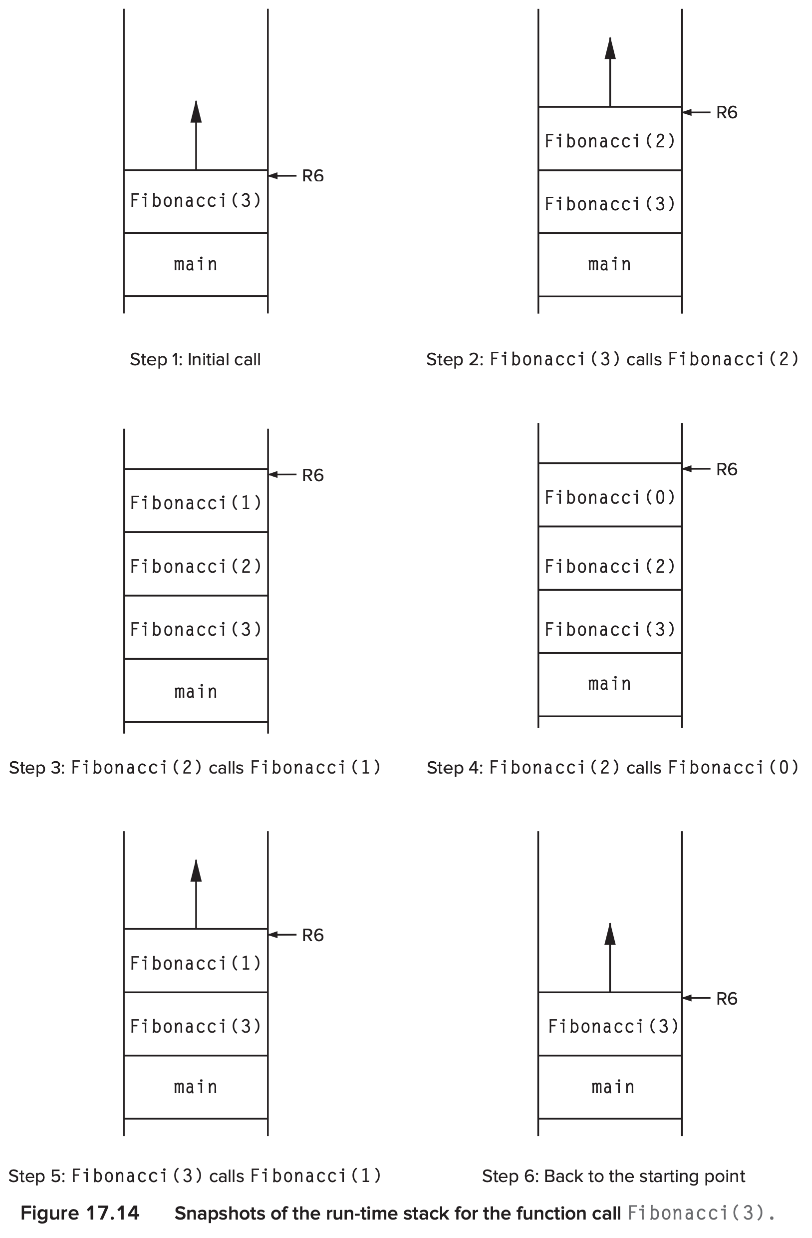 R6
Fibonacci(3)
main
Step 1: Initial call
R6
Fibonacci(2)
Fibonacci(3)
main
Step 2: Fibonacci(3) calls Fibonacci(2)
R6
Fibonacci(1)
Fibonacci(2)
Fibonacci(3)
main
Step 3: Fibonacci(2) calls Fibonacci(1)
R6
Fibonacci(0)
Fibonacci(2)
Fibonacci(3)
main
Step 4: Fibonacci(2) calls Fibonacci(0)
R6
Fibonacci(1)
Fibonacci(3)
main
Step 5: Fibonacci(3) calls Fibonacci(1)
R6
Fibonacci(3)
main
Step 6: Back to the starting point
Figure 17.14 Snapshots of the run-time stack for the function call Fibonacci(3).